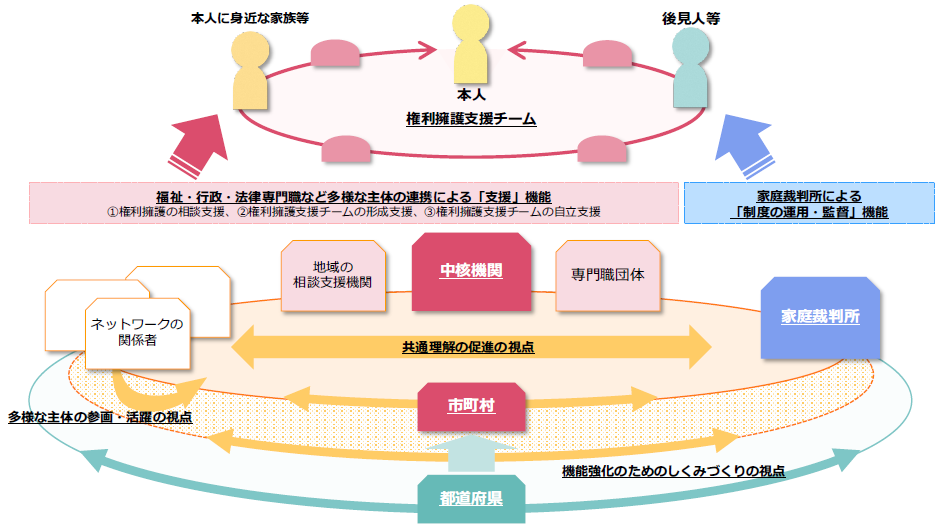 本人に身近な家族等
後見人等
本人
権利擁護支援チーム
福祉・行政・法律専門職など多様な主体の連携による「支援」機能
①権利擁護の相談支援、②権利擁護支援チームの形成支援、③権利擁護支援チームの自立支援
家庭裁判所による
「制度の運用・監督」機能
地域の
相談支援機関
中核機関
専門職団体
ネットワークの
関係者
家庭裁判所
共通理解の促進の視点
市町村
多様な主体の参画・活躍の視点
機能強化のためのしくみづくりの視点
都道府県